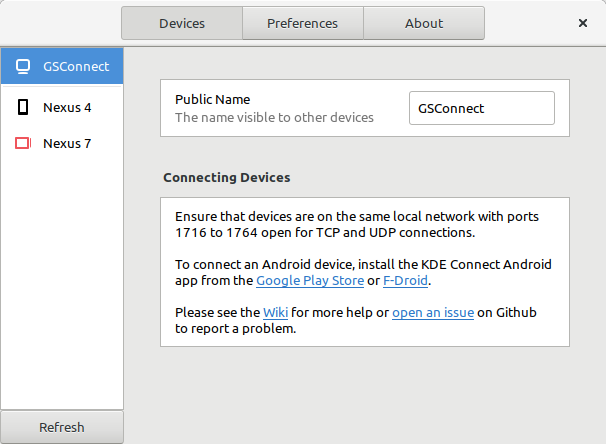 Devices
Preferences
About
GSConnect
Nexus 4
Nexus 7
Refresh
Public Name
The name visible to other devices
GSConnect
Connecting Devices
Ensure that devices are on the same local network with ports
1716 to 1764 open for TCP and UDP connections.
To connect an Android device, install the KDE Connect Android
app from the Google Play Store or F-Droid.
Please see the Wiki for more help or open an issue on Github
to report a problem.